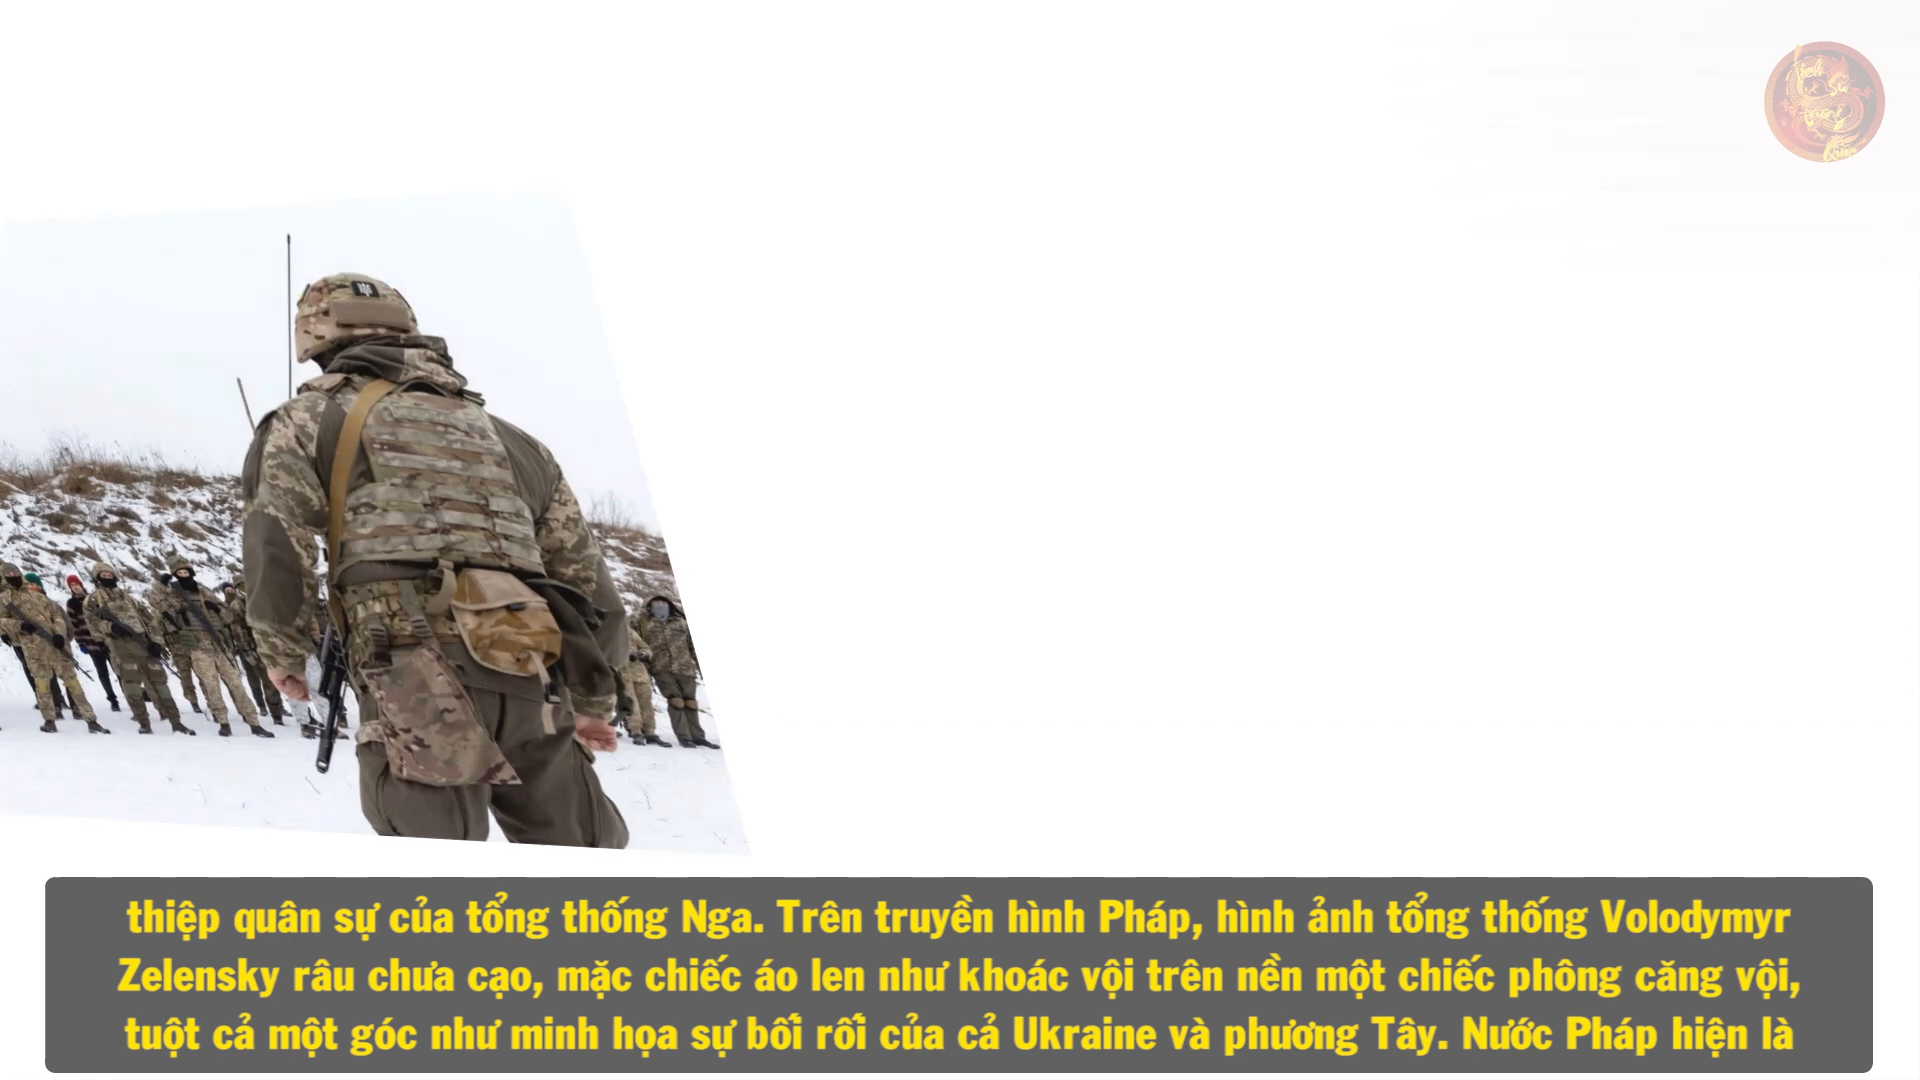 thiệp quân sự của tổng thống Nga. Trên truyền hình Pháp, hình ảnh tổng thống Volodymyr
Zelensky râu chưa cạo, mặc chiếc áo len như khoác vội trên nền một chiếc phông căng vội,
tuột cả một góc như minh họa sự bối rối của cả Ukraine và phương Tây. Nước Pháp hiện là